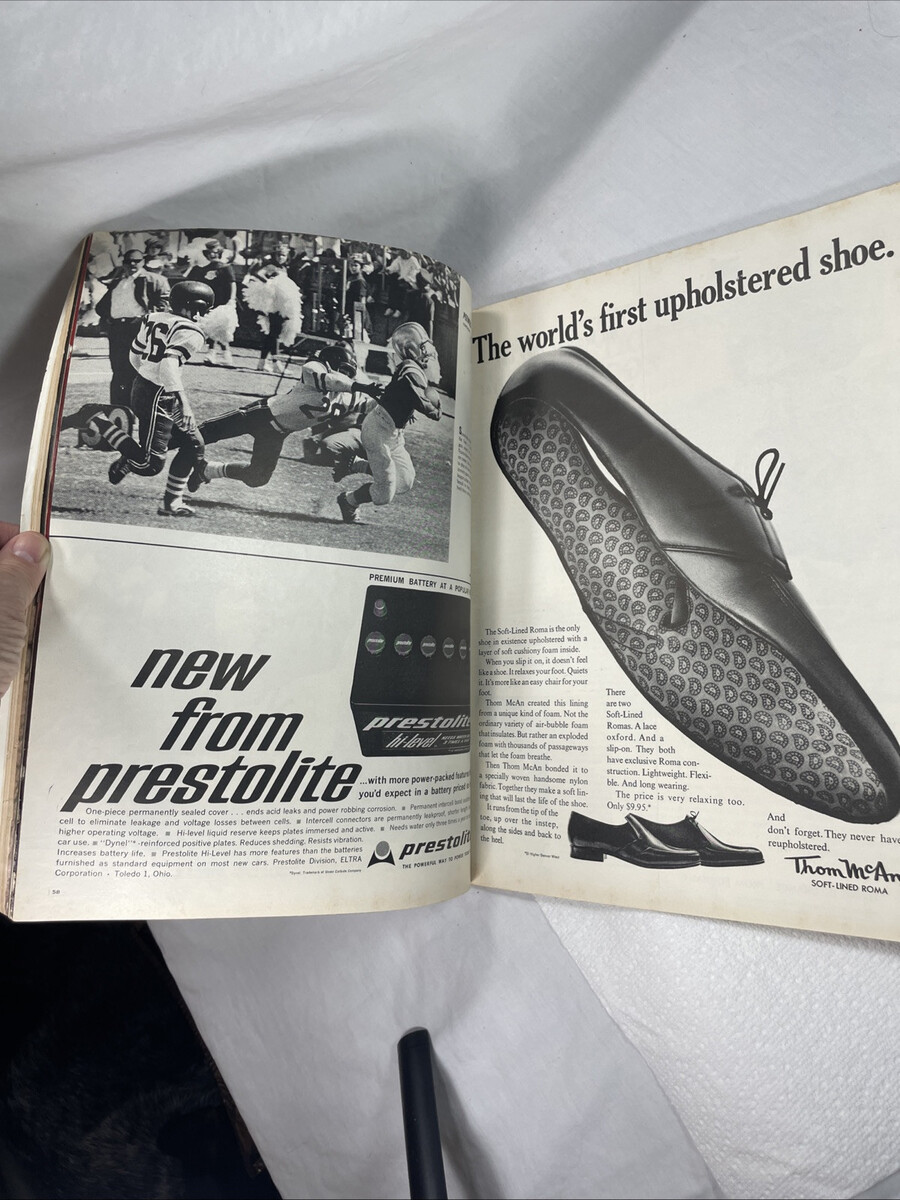 PREMIUM BATTERY AT A
new
from
prestolite
...with more power-packed
you'd expect in a battery priced
prestolite
hi-level
One-piece permanently sealed cover . . . ends acid leaks and power robbing corrosion. ■ Permanent intercell
cell to eliminate leakage and voltage losses between cells. ■ Intercell connectors are permanently leakproof,
higher operating voltage. ■ Hi-level liquid reserve keeps plates immersed and active. ■ Needs water only three times a
car use. ■ "Dynel"*-reinforced positive plates. Reduces shedding. Resists vibration.
Increases battery life. ■ Prestolite Hi-Level has more features than the batteries
furnished as standard equipment on most new cars. Prestolite Division, ELTRA
Corporation - Toledo 1, Ohio.
prestolite
THE POWERFUL WAY TO
58
The world's first upholstered shoe.
The Soft-Lined Roma is the only
shoe in existence upholstered with a
layer of soft cushiony foam inside.
When you slip it on, it doesn't feel
like a shoe. It relaxes your foot. Quiets
it. It's more like an easy chair for your
foot.
Thom McAn created this lining
from a unique kind of foam. Not the
ordinary variety of air-bubble foam
that insulates. But rather an exploded
foam with thousands of passageways
that let the foam breathe.
Then Thom McAn bonded it to
a specially woven handsome nylon
fabric. Together they make a soft lin-
ing that will last the life of the shoe.
It runs from the tip of the
toe, up over the instep,
along the sides and back to
the heel.
There
are two
Soft-Lined
Romas. A lace
oxford. And a
slip-on. They both
have exclusive Roma con-
struction. Lightweight. Flexi-
ble. And long wearing.
The price is very relaxing too.
Only $9.95.*
And
don't forget. They never have
reupholstered.
Thom McAn
SOFT-LINED ROMA